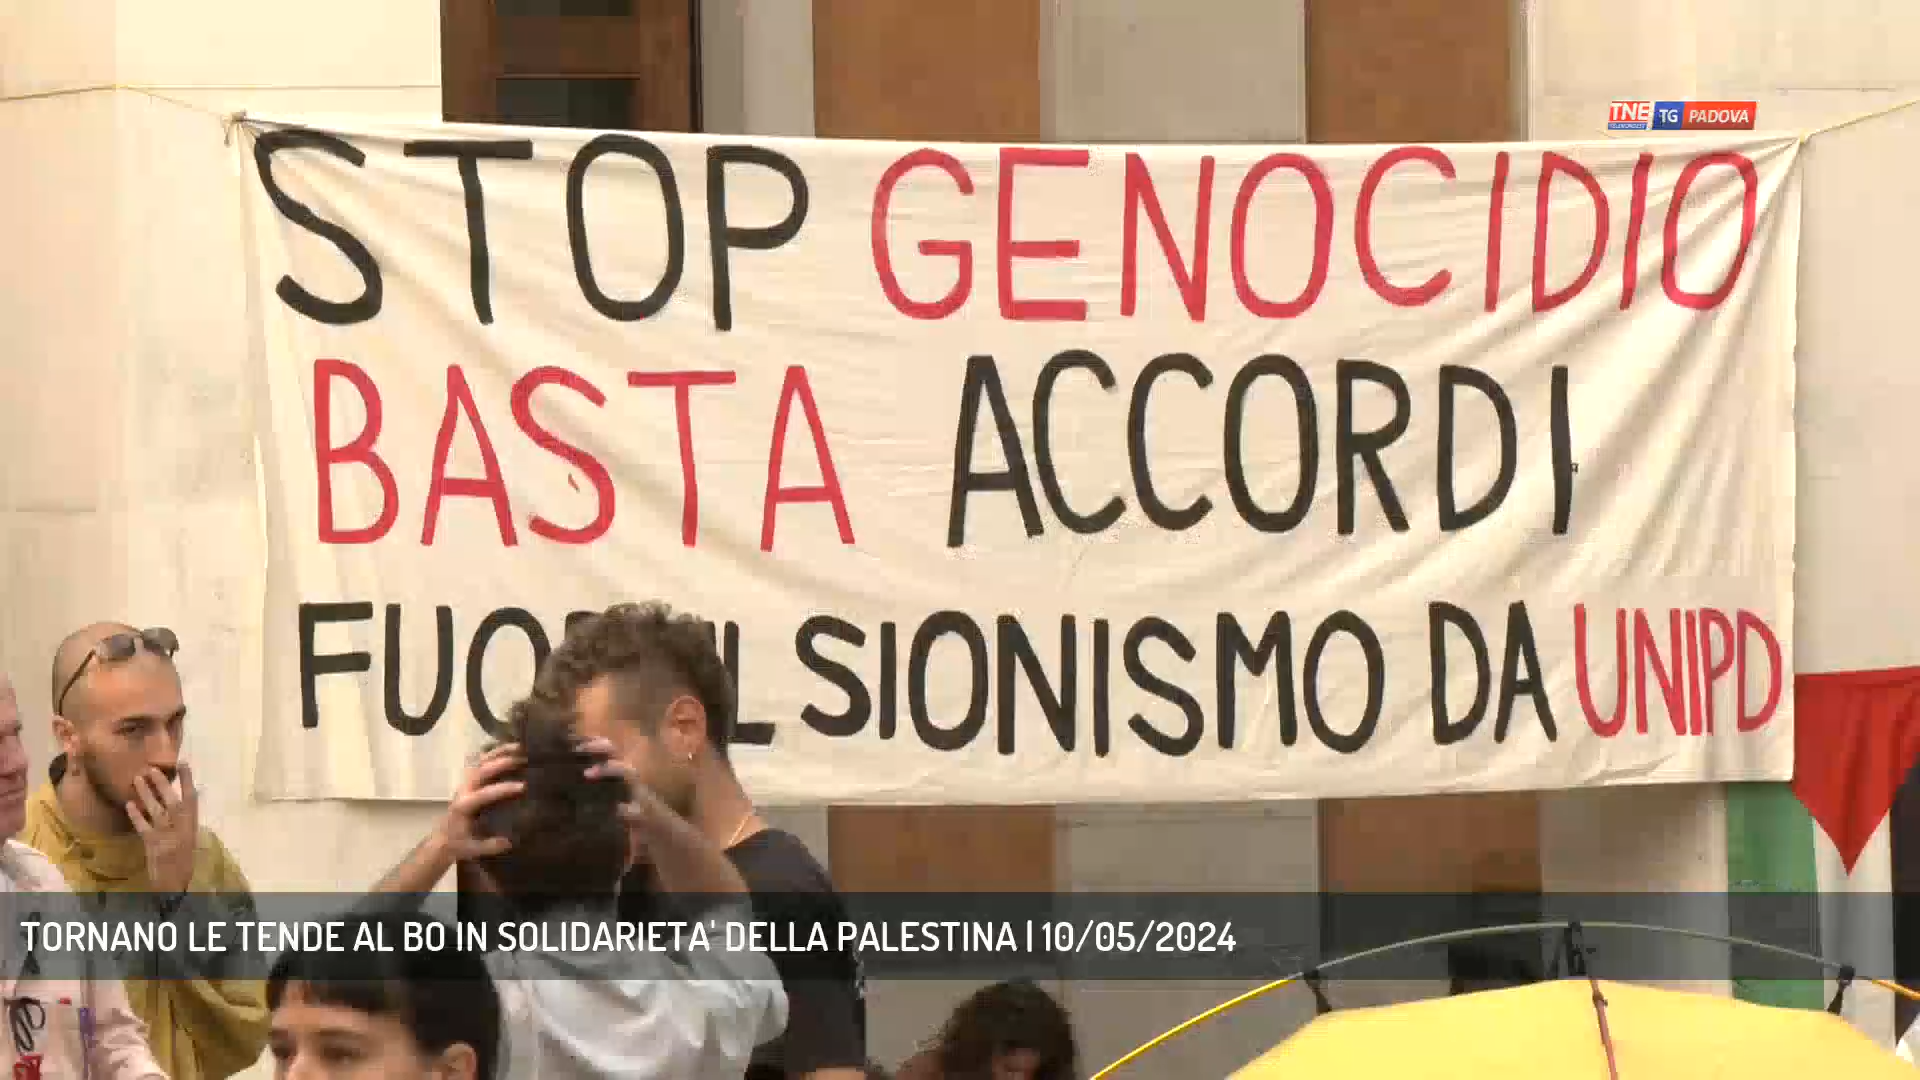 TNE TG PADOVA
STOP GENOCIDIO
BASTA ACCORDI
SIONISMO DA UNIPD
TORNANO LE TENDE AL BO IN SOLIDARIETA' DELLA PALESTINA | 10/05/2024